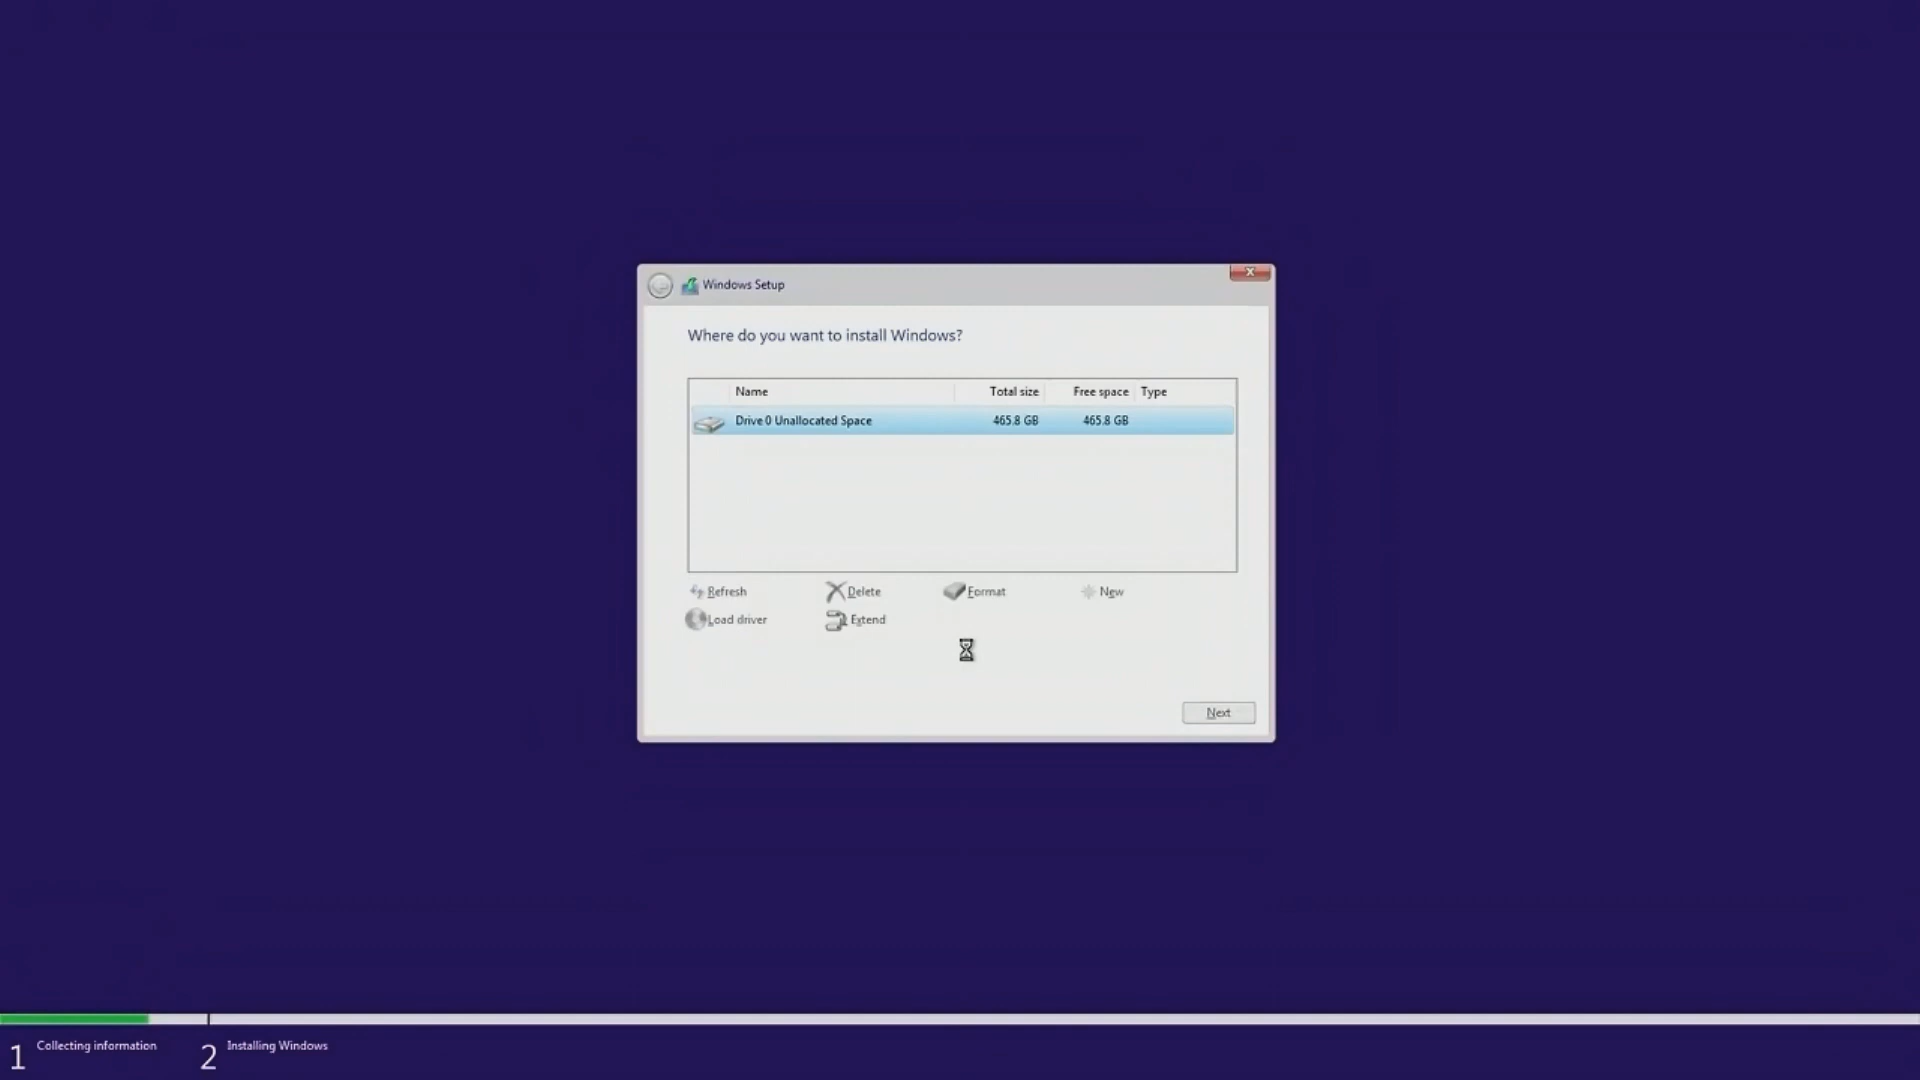 Windows Setup
x
Where do you want to install Windows?
Name Total size Free space Type
Drive 0 Unallocated Space 465.8 GB 465.8 GB
Refresh Delete Format New
Load driver Extend
Next
1 Collecting information 2 Installing Windows